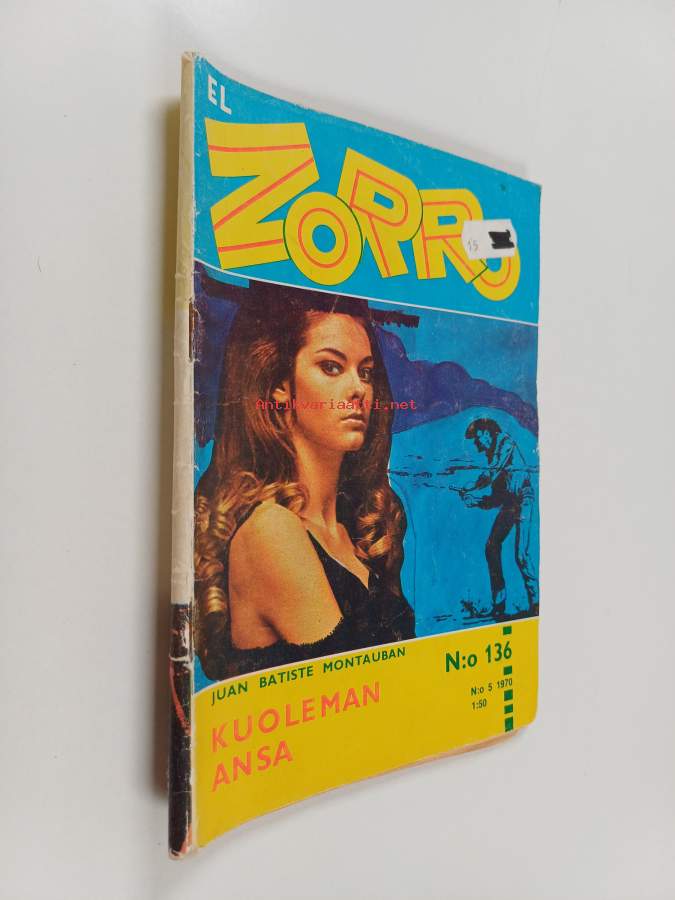 EL
ZORRO
15
Antikvariaatti.net
JUAN BATISTE MONTAUBAN
N:o 136
N:o 5 1970
1:50
KUOLEMAN
ANSA